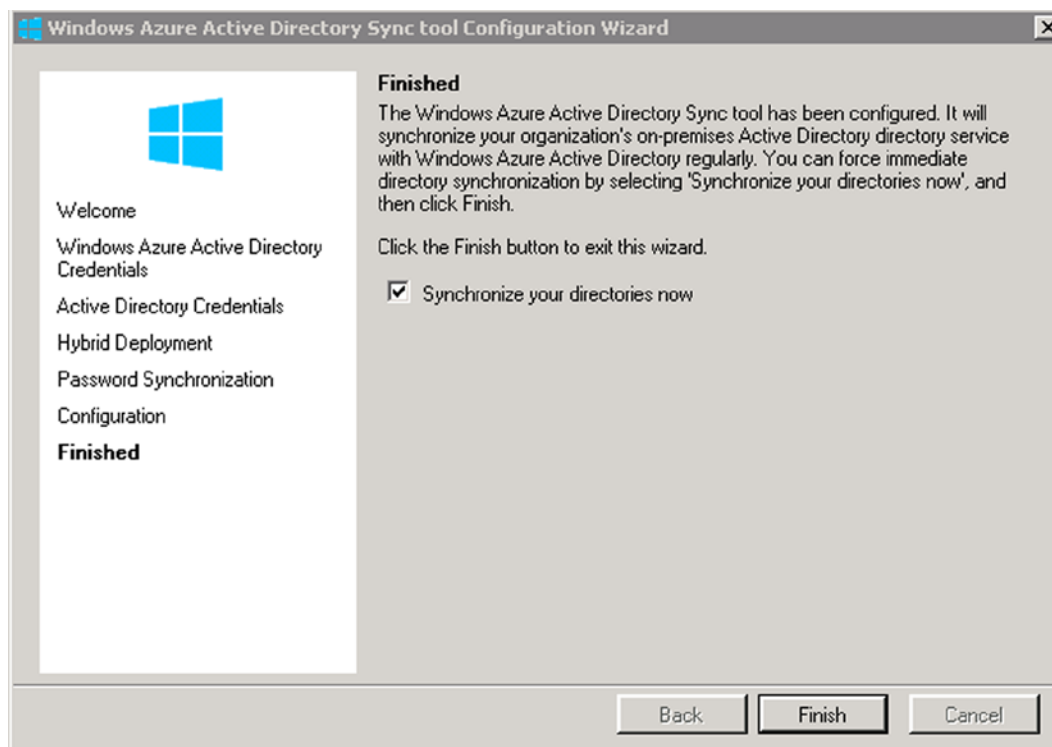 Windows Azure Active Directory Sync tool Configuration Wizard
Welcome
Windows Azure Active Directory
Credentials
Active Directory Credentials
Hybrid Deployment
Password Synchronization
Configuration
Finished
Finished
The Windows Azure Active Directory Sync tool has been configured. It will
synchronize your organization's on-premises Active Directory directory service
with Windows Azure Active Directory regularly. You can force immediate
directory synchronization by selecting 'Synchronize your directories now', and
then click Finish.
Click the Finish button to exit this wizard.
Synchronize your directories now
Back
Finish
Cancel